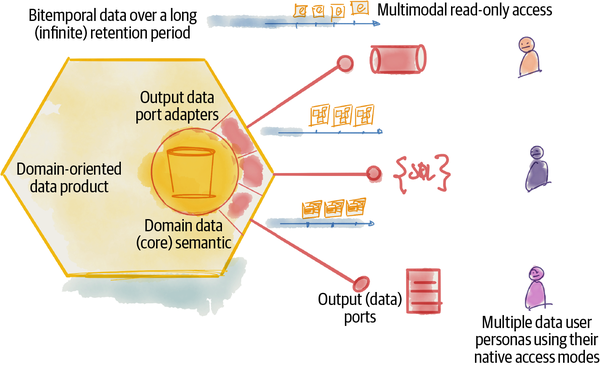 Bitemporal data over a long
(infinite) retention period
Multimodal read-only access
Output data
port adapters
Domain-oriented
data product
Domain data
(core) semantic
{SQL}
Output (data)
ports
Multiple data user
personas using their
native access modes